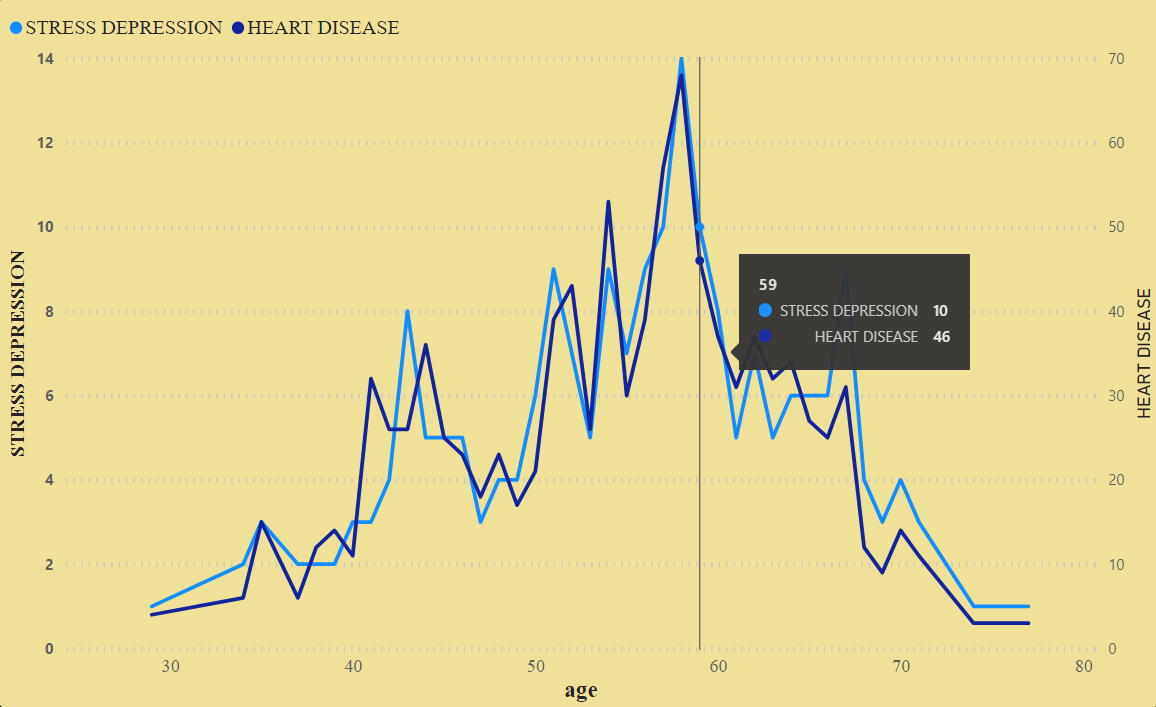 STRESS DEPRESSION HEART DISEASE
14 70
12 60
10 50
8 40
6 30
4 20
2 10
0 0
STRESS DEPRESSION
HEART DISEASE
59
STRESS DEPRESSION 10
HEART DISEASE 46
30 40 50 60 70 80
age